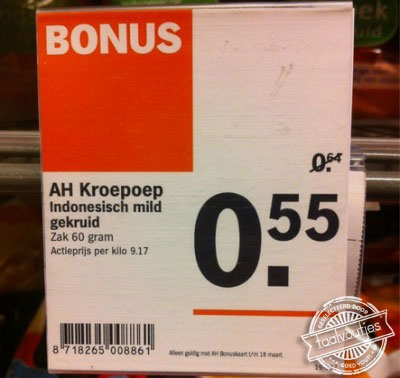 BONUS
AH Kroepoep
Indonesisch mild
gekruid
Zak 60 gram
Actieprijs per kilo 9.17
0.64
0.55
8 718265 008861
Alleen geldig met AH Bonuskaart t/m 18 maart.
taalvoutjes